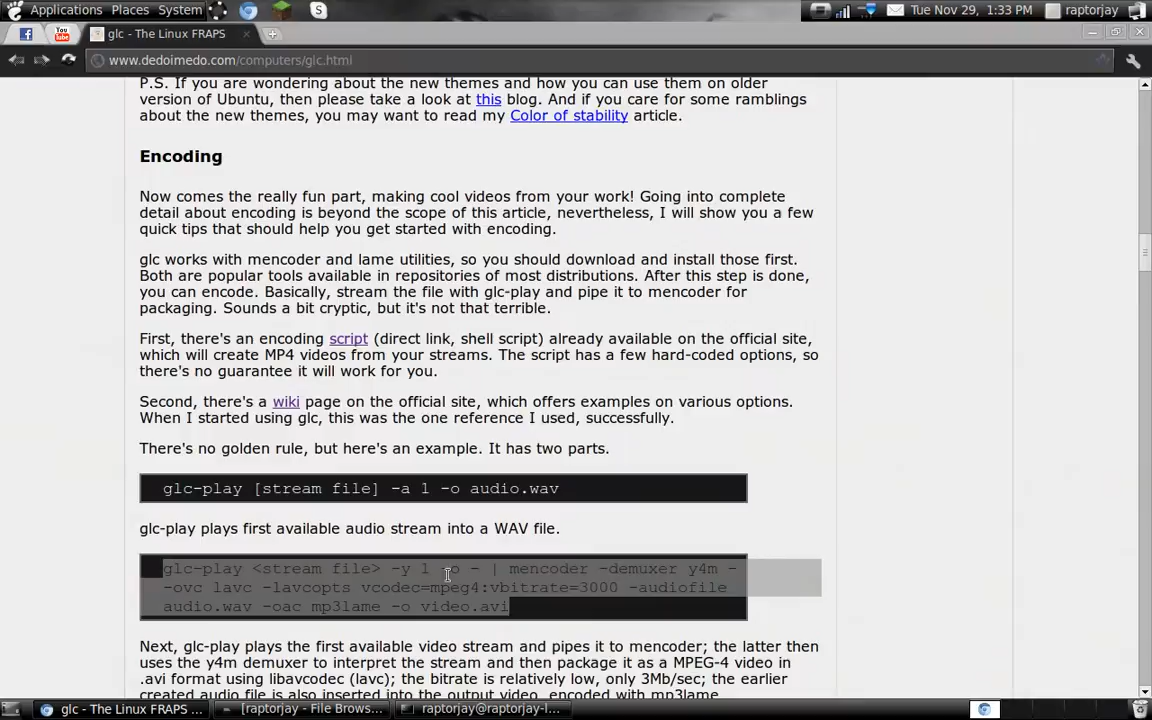 Applications Places System
Tue Nov 29, 1:33 PM raptorjay
glc - The Linux FRAPS
www.dedoimedo.com/computers/glc.html
P.S. If you are wondering about the new themes and how you can use them on older
version of Ubuntu, then please take a look at this blog. And if you care for some ramblings
about the new themes, you may want to read my Color of stability article.
Encoding
Now comes the really fun part, making cool videos from your work! Going into complete
detail about encoding is beyond the scope of this article, nevertheless, I will show you a few
quick tips that should help you get started with encoding.
glc works with mencoder and lame utilities, so you should download and install those first.
Both are popular tools available in repositories of most distributions. After this step is done,
you can encode. Basically, stream the file with glc-play and pipe it to mencoder for
packaging. Sounds a bit cryptic, but it's not that terrible.
First, there's an encoding script (direct link, shell script) already available on the official site,
which will create MP4 videos from your streams. The script has a few hard-coded options, so
there's no guarantee it will work for you.
Second, there's a wiki page on the official site, which offers examples on various options.
When I started using glc, this was the one reference I used, successfully.
There's no golden rule, but here's an example. It has two parts.
glc-play [stream file] -a 1 -o audio.wav
glc-play plays first available audio stream into a WAV file.
glc-play <stream file> -y 1 -o - | mencoder -demuxer y4m -
-ovc lavc -lavcopts vcodec=mpeg4:vbitrate=3000 -audiofile
audio.wav -oac mp3lame -o video.avi
Next, glc-play plays the first available video stream and pipes it to mencoder; the latter then
uses the y4m demuxer to interpret the stream and then package it as a MPEG-4 video in
.avi format using libavcodec (lavc); the bitrate is relatively low, only 3Mb/sec; the earlier
created audio file is also inserted into the output video, encoded with mp3lame.
glc - The Linux FRAPS ... [raptorjay - File Brows... raptorjay@raptorjay-l...